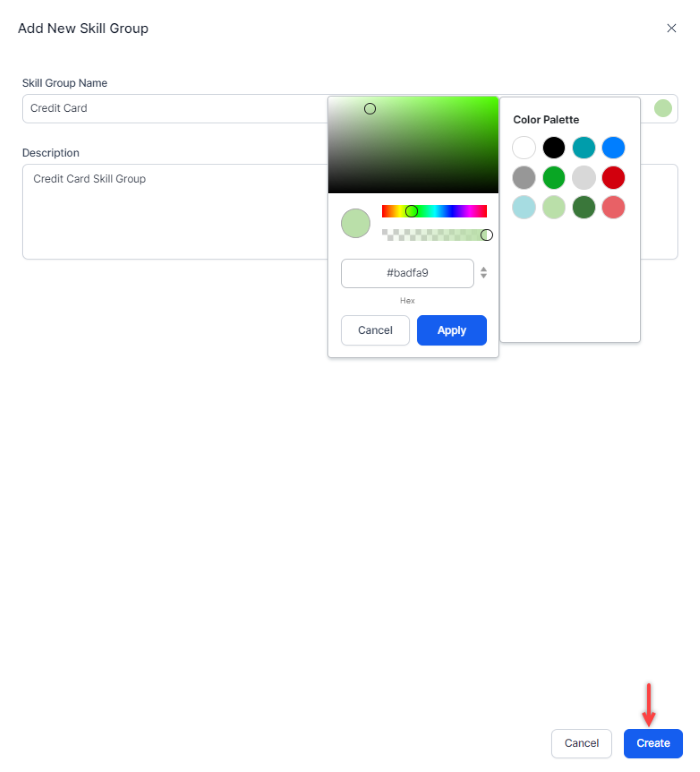 Add New Skill Group
Skill Group Name
Credit Card
Description
Credit Card Skill Group
Color Palette
#badfa9
Hex
Cancel
Apply
Cancel
Create